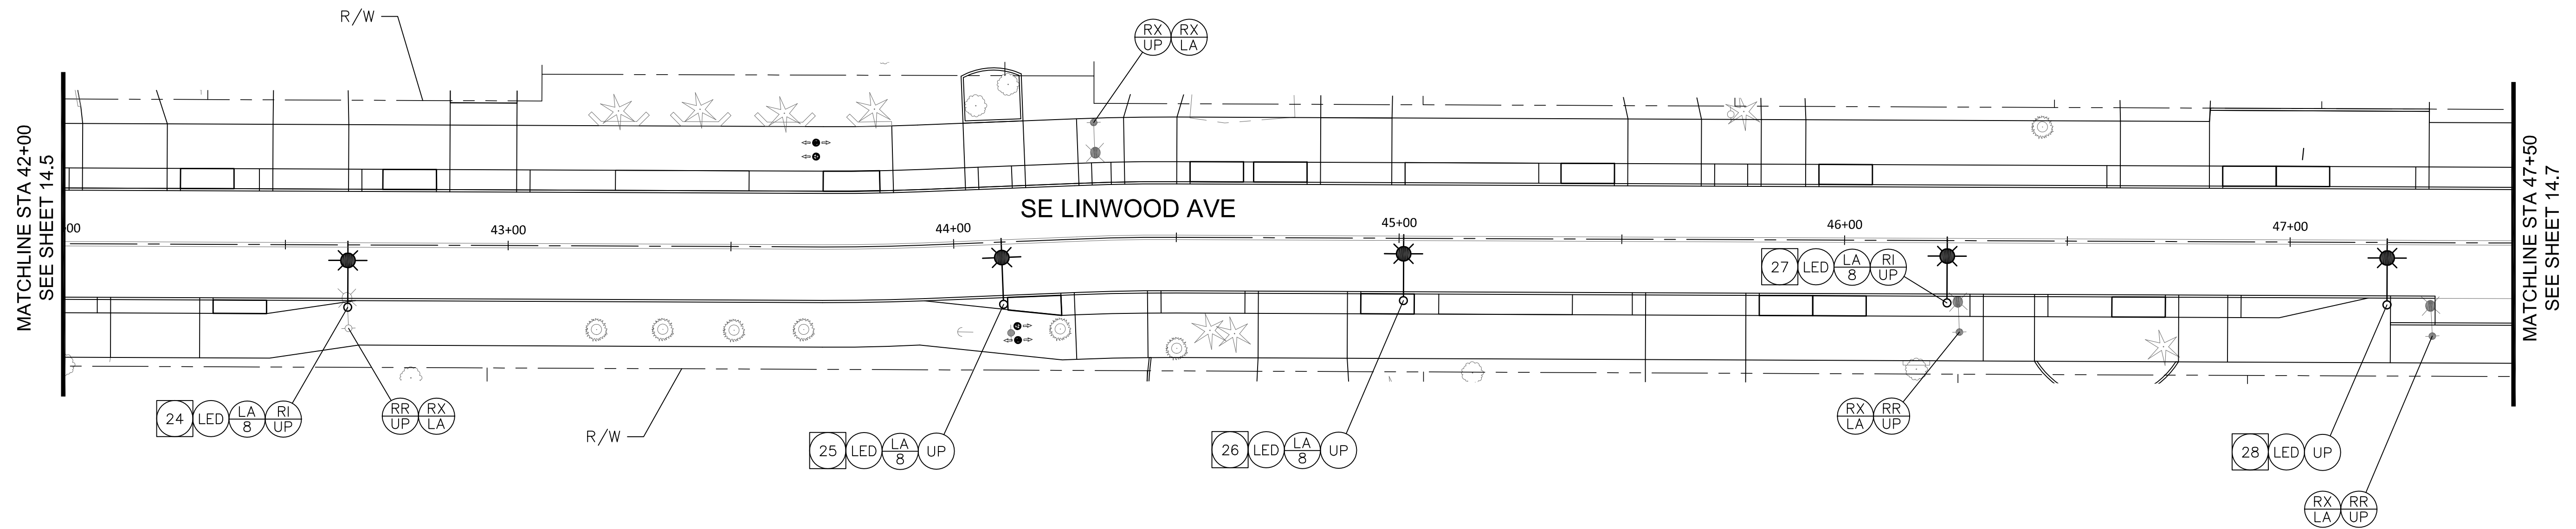 R/W
RX RX
UP LA
MATCHLINE STA 42+00
SEE SHEET 14.5
SE LINWOOD AVE
00
43+00
44+00
45+00
46+00
47+00
27 LED LA RI
8 UP
MATCHLINE STA 47+50
SEE SHEET 14.7
24 LED LA RI
8 UP
RR RX
UP LA
R/W
25 LED LA UP
8
26 LED LA UP
8
RX RR
LA UP
28 LED UP
RX RR
LA UP